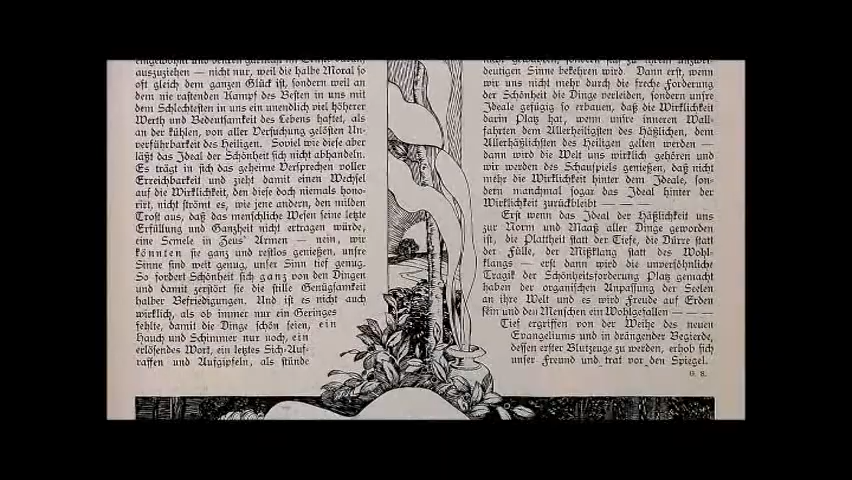 auszuziehen — nicht nur, weil die halbe Moral so
oft gleich dem ganzen Glück ist, sondern weil an
dem nie rastenden Kampf des Besten in uns mit
dem Schlechtesten in uns ein unendlich viel höherer
Werth und Bedeutsamkeit des Lebens haftet, als
an der kühlen, von aller Versuchung gelösten Un-
verführbarkeit des Heiligen. Soviel wie diese aber
läßt das Ideal der Schönheit sich nicht abhandeln.
Es trägt in sich das geheime Versprechen voller
Erreichbarkeit und zieht damit einen Wechsel
auf die Wirklichkeit, den diese doch niemals hono-
rirt, nicht strömt es, wie jene andern, den milden
Trost aus, daß das menschliche Wesen seine letzte
Erfüllung und Ganzheit nicht ertragen würde,
eine Semele in Zeus' Armen — nein, wir
könnten sie ganz und restlos genießen, unsre
Sinne sind weit genug, unser Sinn tief genug.
So fordert Schönheit sich ganz von den Dingen
und damit zerstört sie die stille Genügsamkeit
halber Befriedigungen. Und ist es nicht auch
wirklich, als ob immer nur ein Geringes
fehlte, damit die Dinge schön seien, ein
Hauch und Schimmer nur noch, ein
erlösendes Wort, ein letztes Sich-Auf-
raffen und Aufgipfeln, als stünde
deutigen Sinne bekehren wird. Dann erst, wenn
wir uns nicht mehr durch die freche Forderung
der Schönheit die Dinge verleiden, sondern unsre
Ideale gefügig so erbauen, daß die Wirklichkeit
darin Platz hat, wenn unsre inneren Wall-
fahrten dem Allerheiligsten des Häßlichen, dem
Allerhäßlichsten des Heiligen gelten werden —
dann wird die Welt uns wirklich gehören und
wir werden des Schauspiels genießen, daß nicht
mehr die Wirklichkeit hinter dem Ideale, son-
dern manchmal sogar das Ideal hinter der
Wirklichkeit zurückbleibt — — —
Erst wenn das Ideal der Häßlichkeit uns
zur Norm und Maaß aller Dinge geworden
ist, die Plattheit statt der Tiefe, die Dürre statt
der Fülle, der Mißklang statt des Wohl-
klangs — erst dann wird die unversöhnliche
Tragik der Schönheitsforderung Platz gemacht
haben der organischen Anpassung der Seelen
an ihre Welt und es wird Freude auf Erden
sein und den Menschen ein Wohlgefallen — — —
Tief ergriffen von der Weihe des neuen
Evangeliums und in drängender Begierde,
dessen erster Blutzeuge zu werden, erhob sich
unser Freund und trat vor den Spiegel.
G. S.